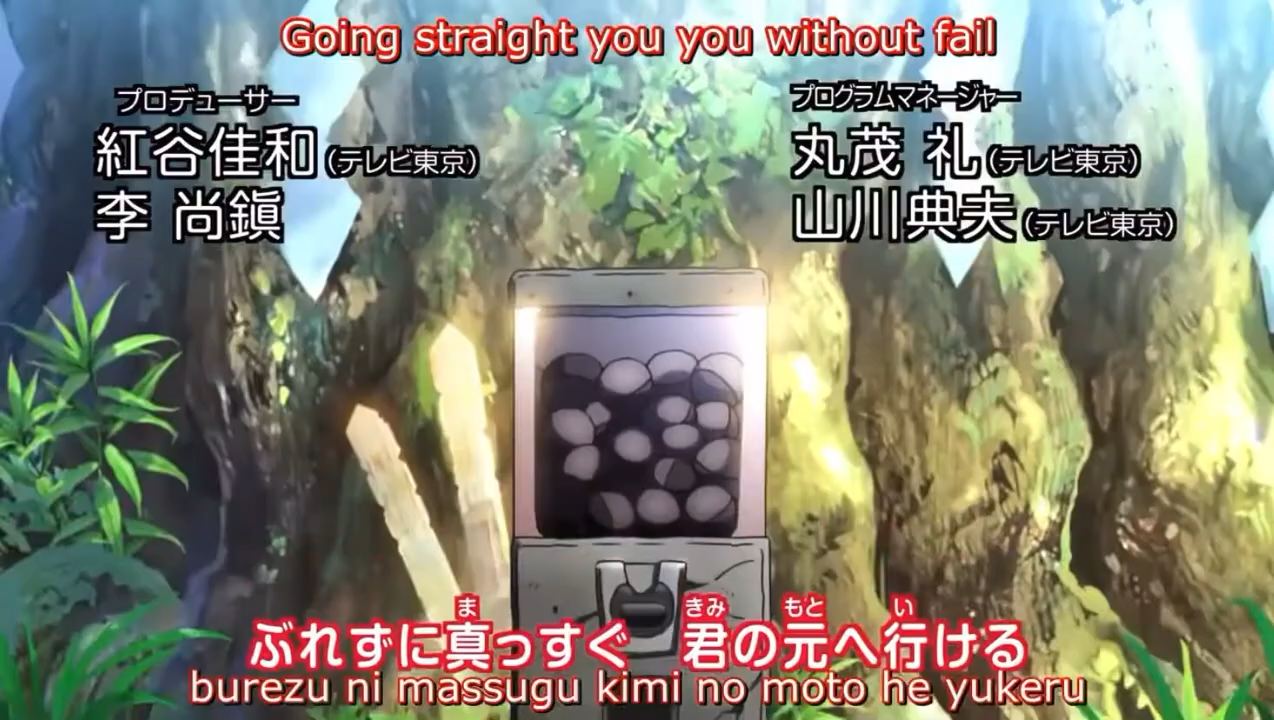 Going straight you you without fail
プロデューサー
紅谷佳和(テレビ東京)
李 尚鎭
プログラムマネージャー
丸茂 礼(テレビ東京)
山川典夫(テレビ東京)
ま きみ もと い
ぶれずに真っすぐ 君の元へ行ける
burezu ni massugu kimi no moto he yukeru